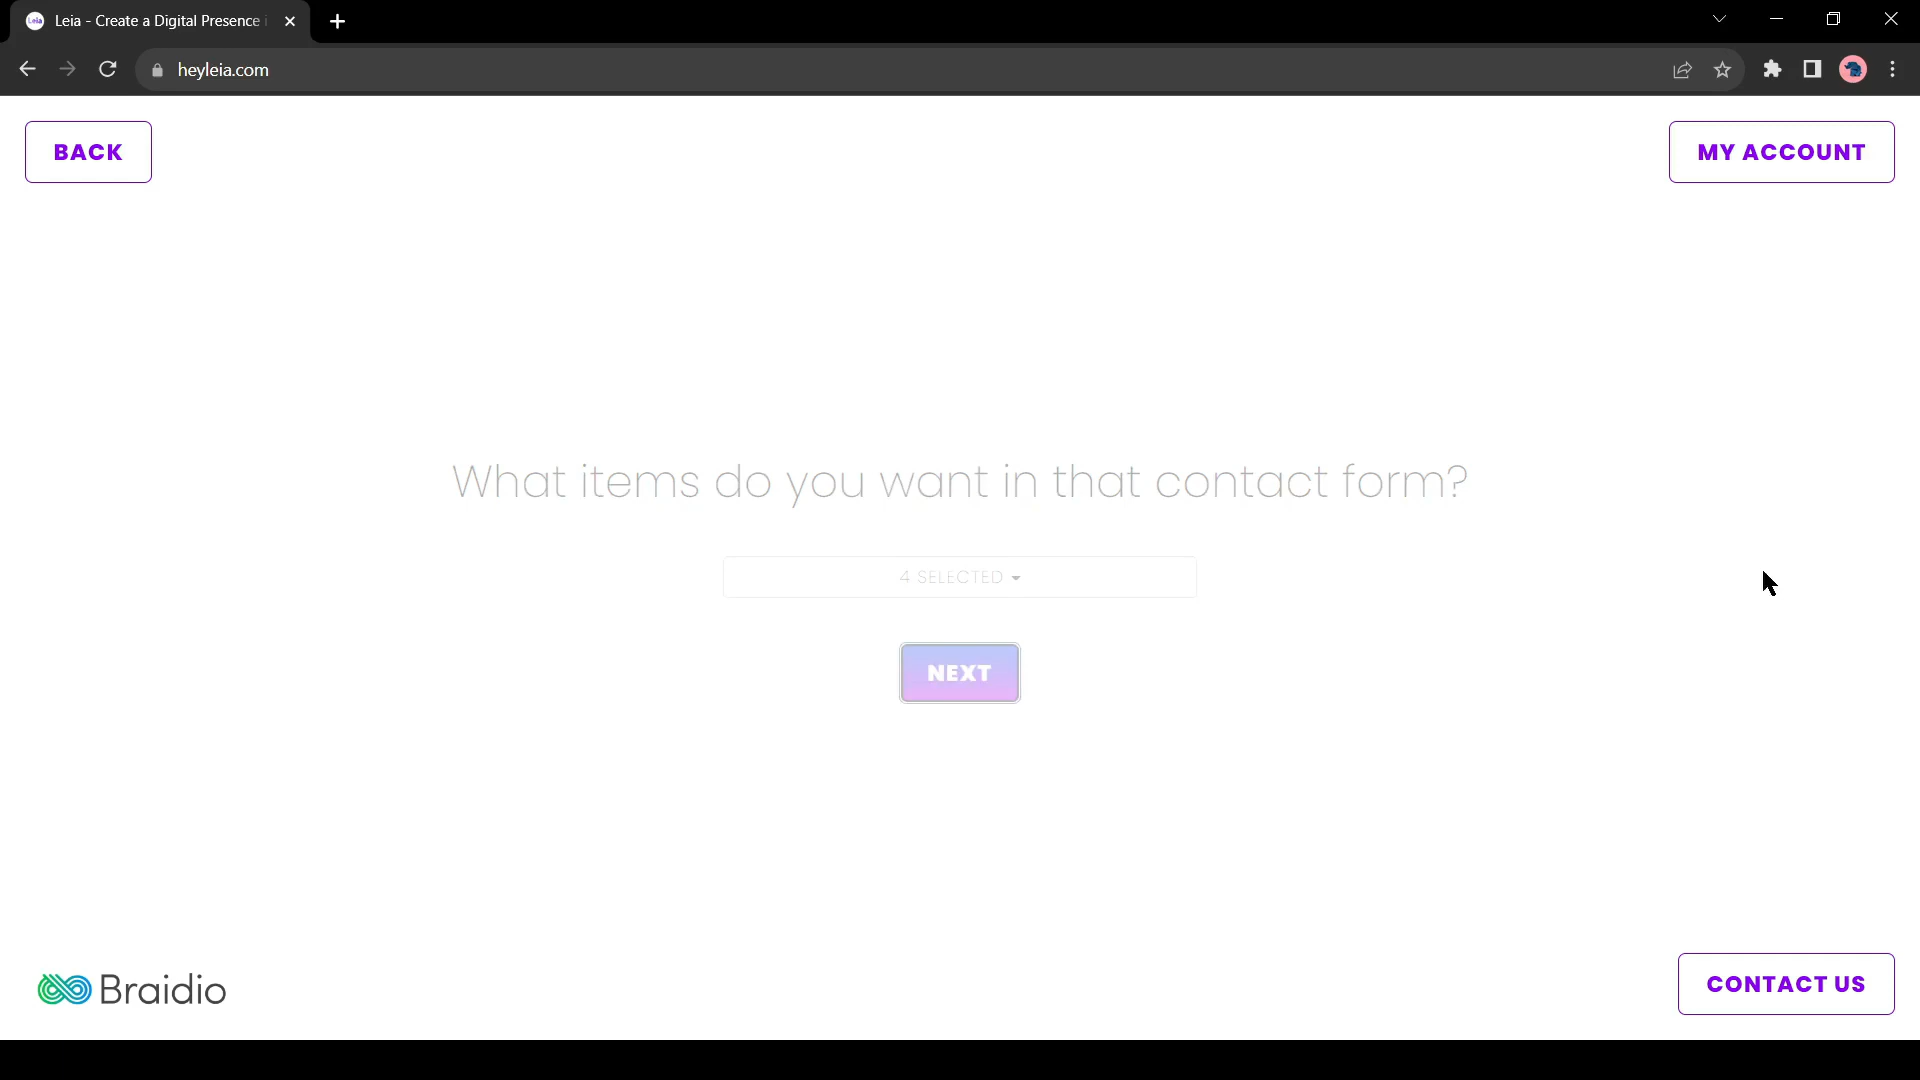 Leia - Create a Digital Presence i
heyleia.com
BACK
MY ACCOUNT
What items do you want in that contact form?
4 SELECTED
NEXT
Braidio
CONTACT US